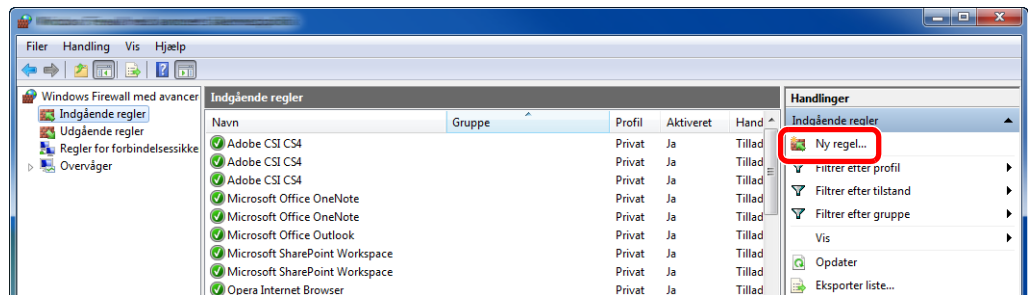 Filer Handling Vis Hjælp
Windows Firewall med avancer
Indgående regler
Udgående regler
Regler for forbindelsessikke
Overvåger
Indgående regler
Navn Gruppe Profil Aktiveret Hand
Adobe CSI CS4 Privat Ja Tillad
Adobe CSI CS4 Privat Ja Tillad
Adobe CSI CS4 Privat Ja Tillad
Microsoft Office OneNote Privat Ja Tillad
Microsoft Office OneNote Privat Ja Tillad
Microsoft Office Outlook Privat Ja Tillad
Microsoft SharePoint Workspace Privat Ja Tillad
Microsoft SharePoint Workspace Privat Ja Tillad
Opera Internet Browser Privat Ja Tillad
Handlinger
Indgående regler
Ny regel...
Filtrer efter profil
Filtrer efter tilstand
Filtrer efter gruppe
Vis
Opdater
Eksporter liste...